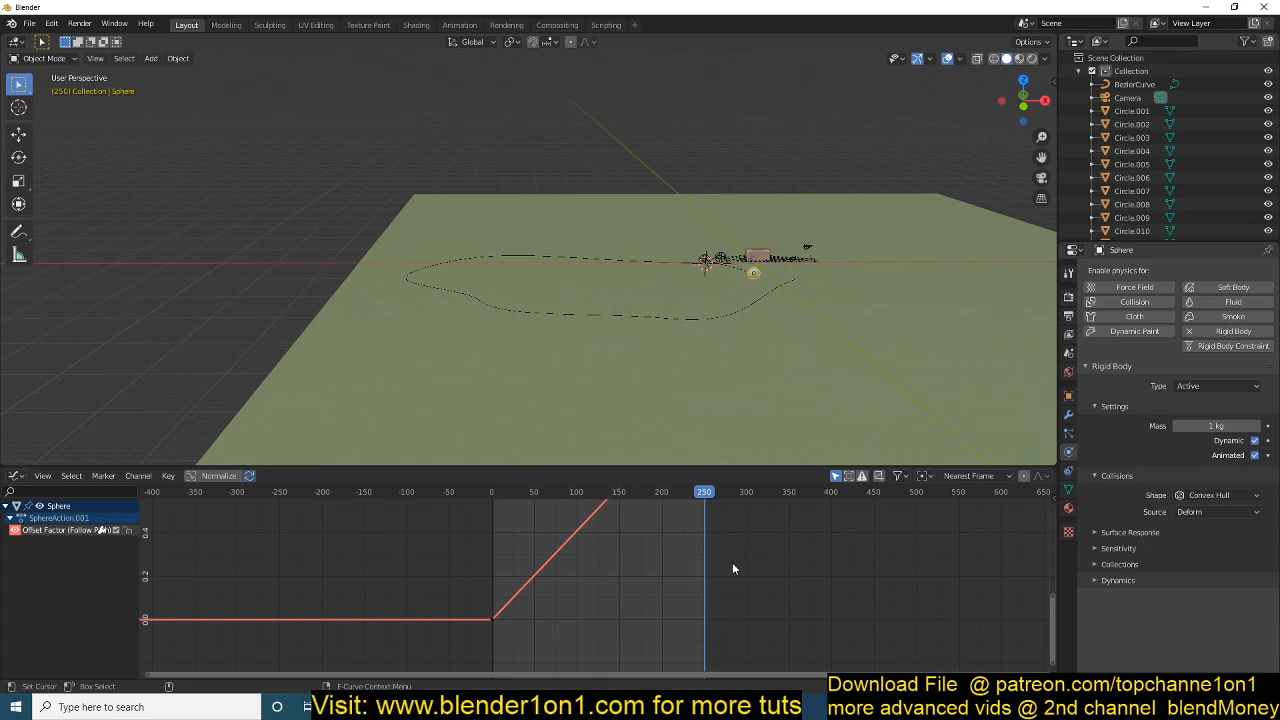 Blender
File Edit Render Window Help Layout Modeling Sculpting UV Editing Texture Paint Shading Animation Rendering Compositing Scripting + Scene View Layer
Global Options
Object Mode View Select Add Object
User Perspective
(250) Collection | Sphere
Z
X
Scene Collection
Collection
BezierCurve
Camera
Circle.001
Circle.002
Circle.003
Circle.004
Circle.005
Circle.006
Circle.007
Circle.008
Circle.009
Circle.010
Sphere
Enable physics for:
Force Field Soft Body
Collision Fluid
Cloth Smoke
Dynamic Paint Rigid Body
Rigid Body Constraint
Rigid Body
Type Active
Settings
Mass 1 kg
Dynamic
Animated
Collisions
Shape Convex Hull
Source Deform
Surface Response
Sensitivity
Collections
Dynamics
View Select Marker Channel Key Normalize Nearest Frame
-400 -350 -300 -250 -200 -150 -100 -50 0 50 100 150 200 250 300 350 400 450 500 550 600 650
Sphere
SphereAction.001
Offset Factor (Follow P
0.4
0.2
0.0
Set Cursor Box Select E-Curve Context Menu
Type here to search
Visit: www.blender1on1.com for more tuts
Download File @ patreon.com/topchanne1on1
more advanced vids @ 2nd channel blendMoney